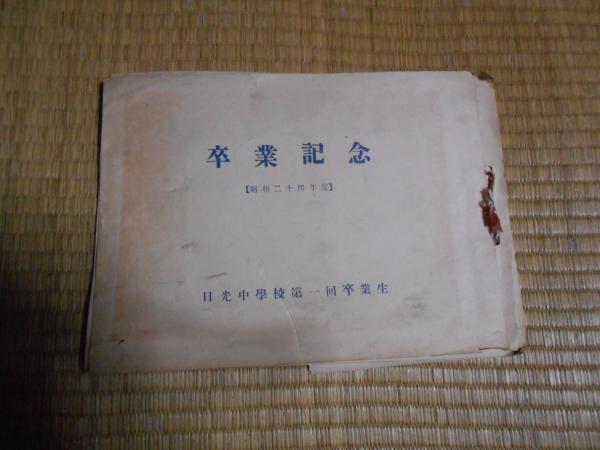 卒業記念
【昭和二十四年度】
日光中學校第一回卒業生